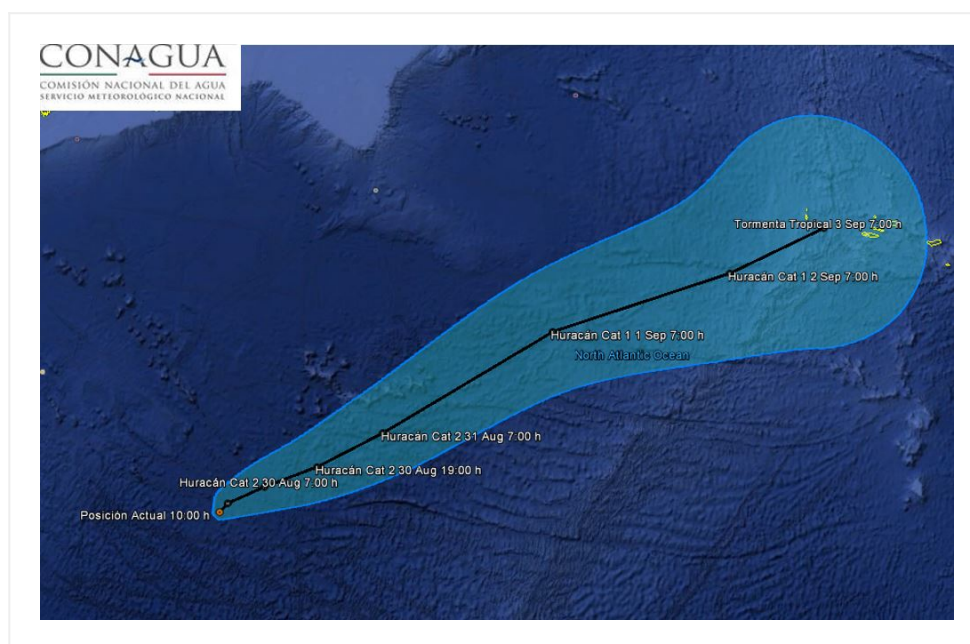 CONAGUA
COMISIÓN NACIONAL DEL AGUA
SERVICIO METEOROLÓGICO NACIONAL
Tormenta Tropical 3 Sep 7:00 h
Huracán Cat 1 2 Sep 7:00 h
Huracán Cat 1 1 Sep 7:00 h
North Atlantic Ocean
Huracán Cat 2 31 Aug 7:00 h
Huracán Cat 2 30 Aug 19:00 h
Huracán Cat 2 30 Aug 7:00 h
Posición Actual 10:00 h